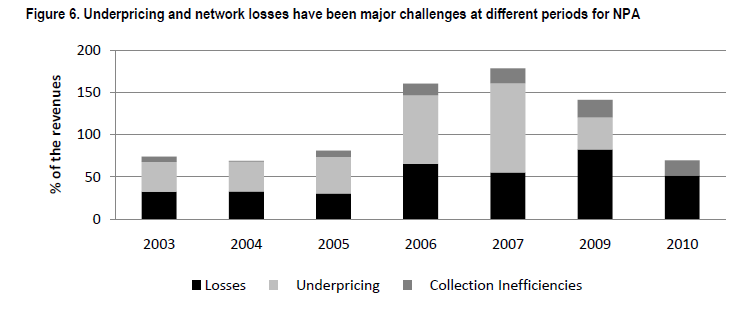 Figure 6. Underpricing and network losses have been major challenges at different periods for NPA
200
150
100
50
0
% of the revenues
2003 2004 2005 2006 2007 2009 2010
Losses Underpricing Collection Inefficiencies